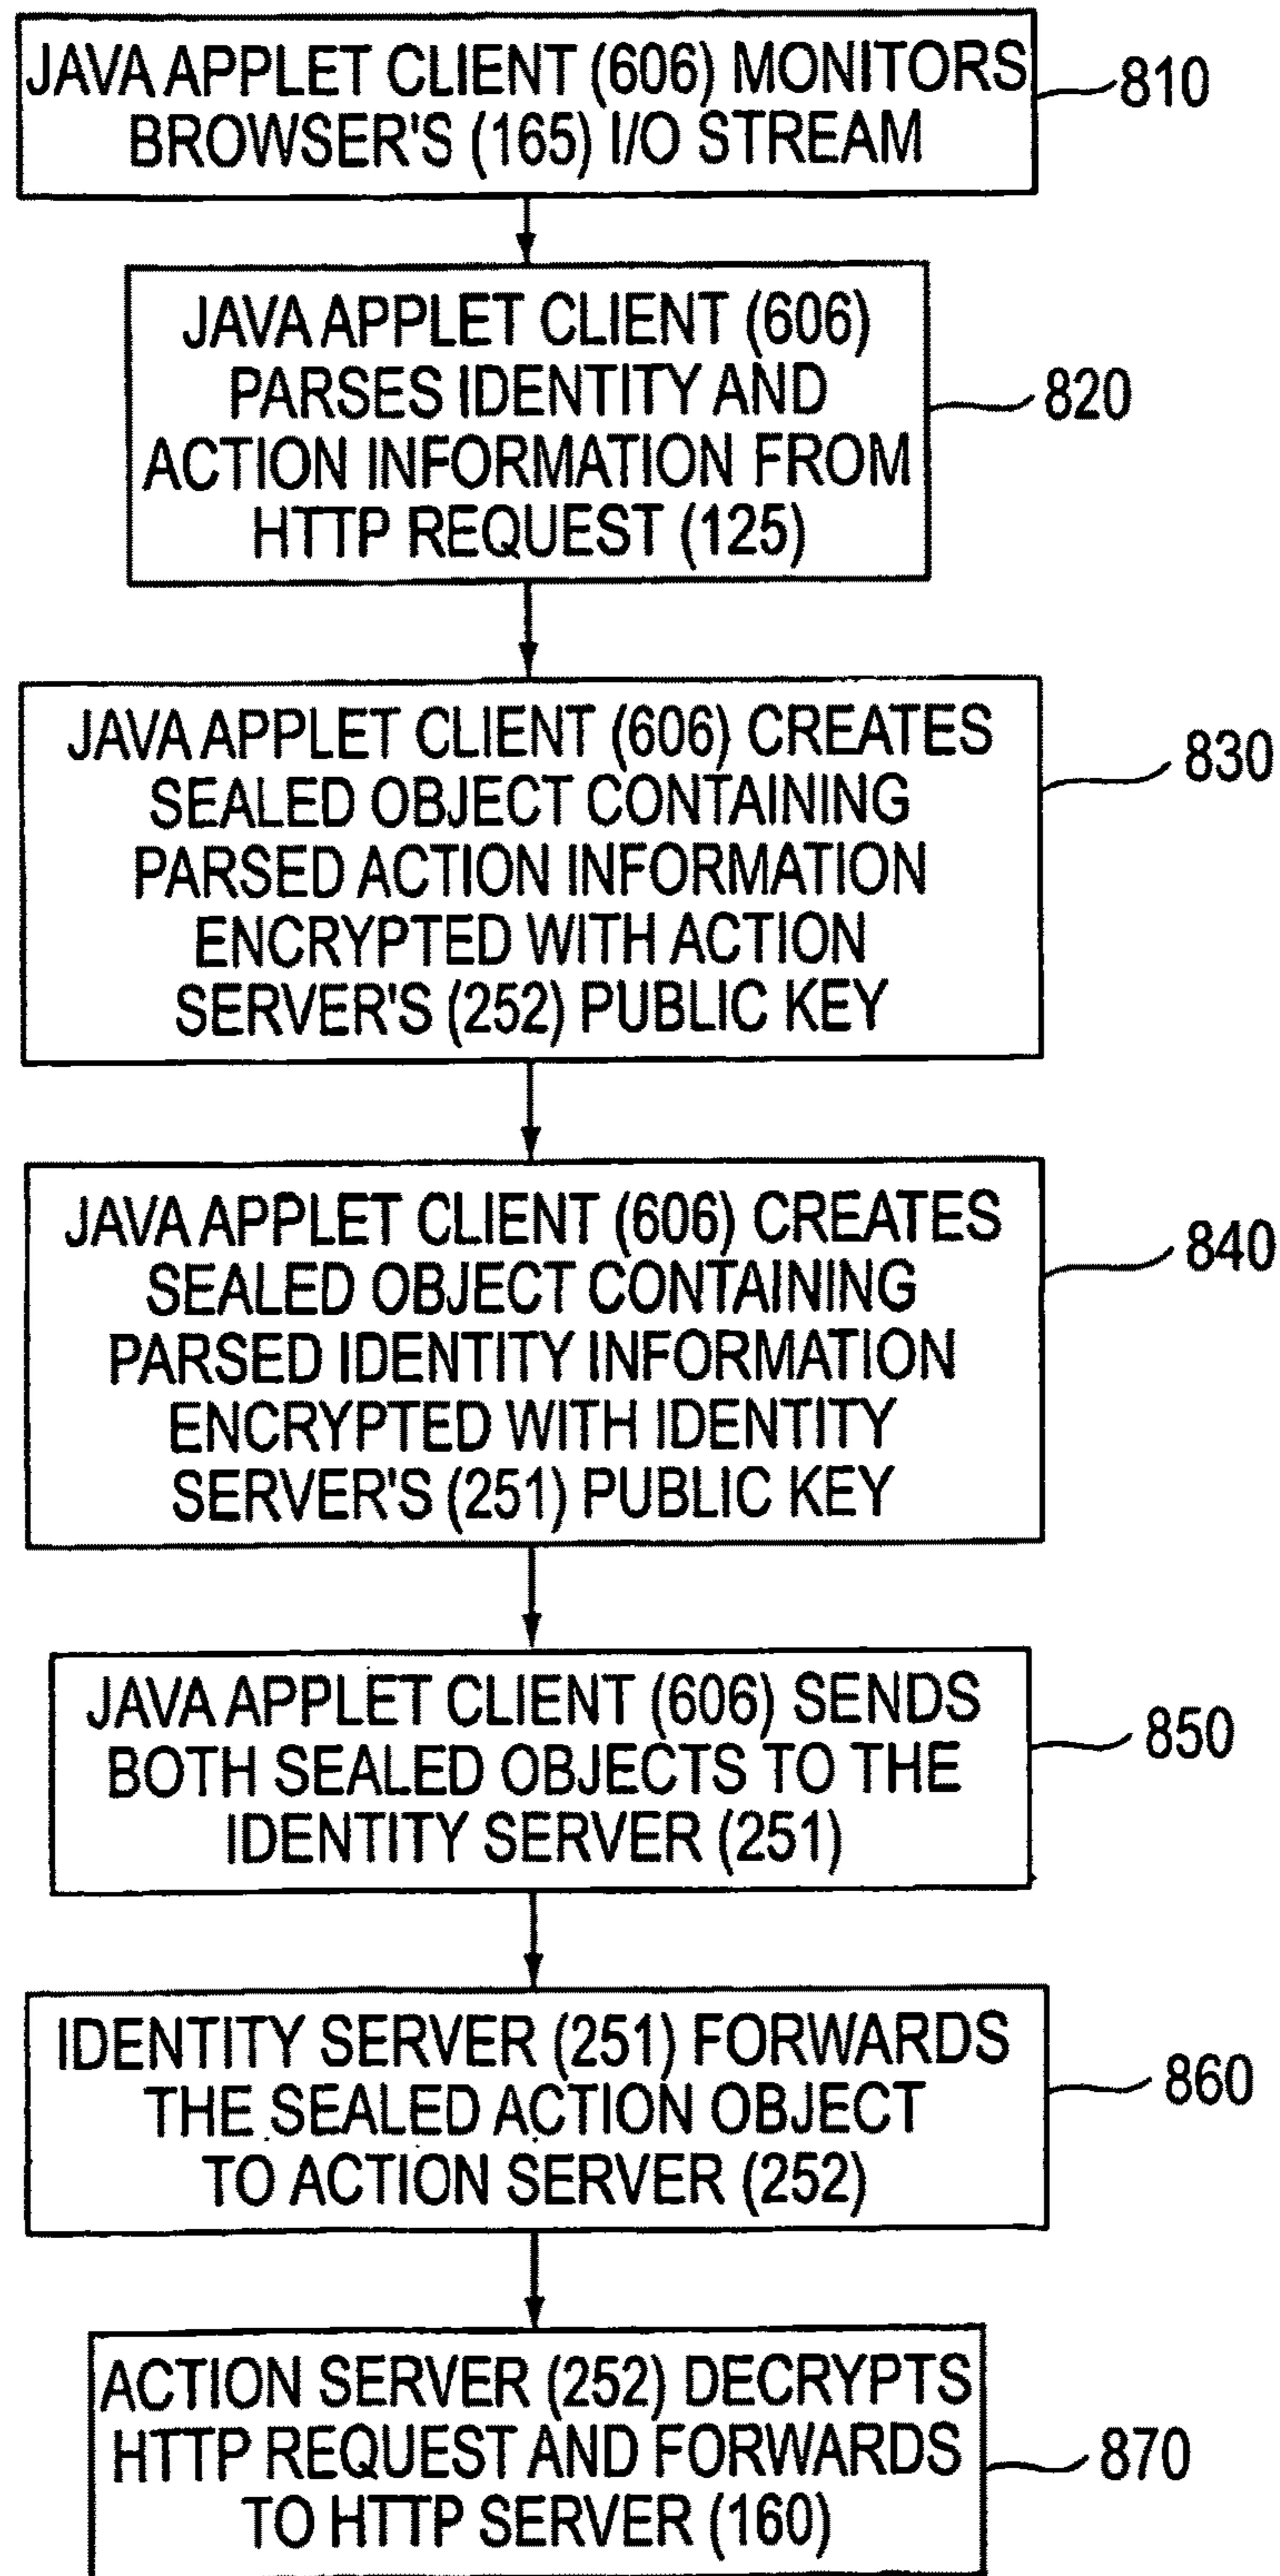 JAVA APPLET CLIENT (606) MONITORS
BROWSER'S (165) I/O STREAM
810
JAVA APPLET CLIENT (606)
PARSES IDENTITY AND
ACTION INFORMATION FROM
HTTP REQUEST (125)
820
JAVA APPLET CLIENT (606) CREATES
SEALED OBJECT CONTAINING
PARSED ACTION INFORMATION
ENCRYPTED WITH ACTION
SERVER'S (252) PUBLIC KEY
830
JAVA APPLET CLIENT (606) CREATES
SEALED OBJECT CONTAINING
PARSED IDENTITY INFORMATION
ENCRYPTED WITH IDENTITY
SERVER'S (251) PUBLIC KEY
840
JAVA APPLET CLIENT (606) SENDS
BOTH SEALED OBJECTS TO THE
IDENTITY SERVER (251)
850
IDENTITY SERVER (251) FORWARDS
THE SEALED ACTION OBJECT
TO ACTION SERVER (252)
860
ACTION SERVER (252) DECRYPTS
HTTP REQUEST AND FORWARDS
TO HTTP SERVER (160)
870